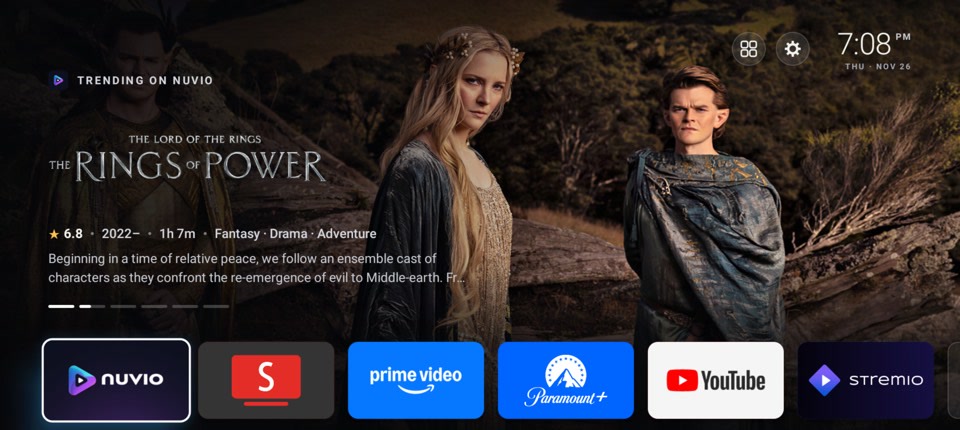 7:08 PM
THU · NOV 26
TRENDING ON NUVIO
THE LORD OF THE RINGS
THE RINGS OF POWER
★ 6.8 • 2022– • 1h 7m • Fantasy · Drama · Adventure
Beginning in a time of relative peace, we follow an ensemble cast of
characters as they confront the re-emergence of evil to Middle-earth. Fr...
NUVIO
S
prime video
Paramount+
YouTube
STREMIO